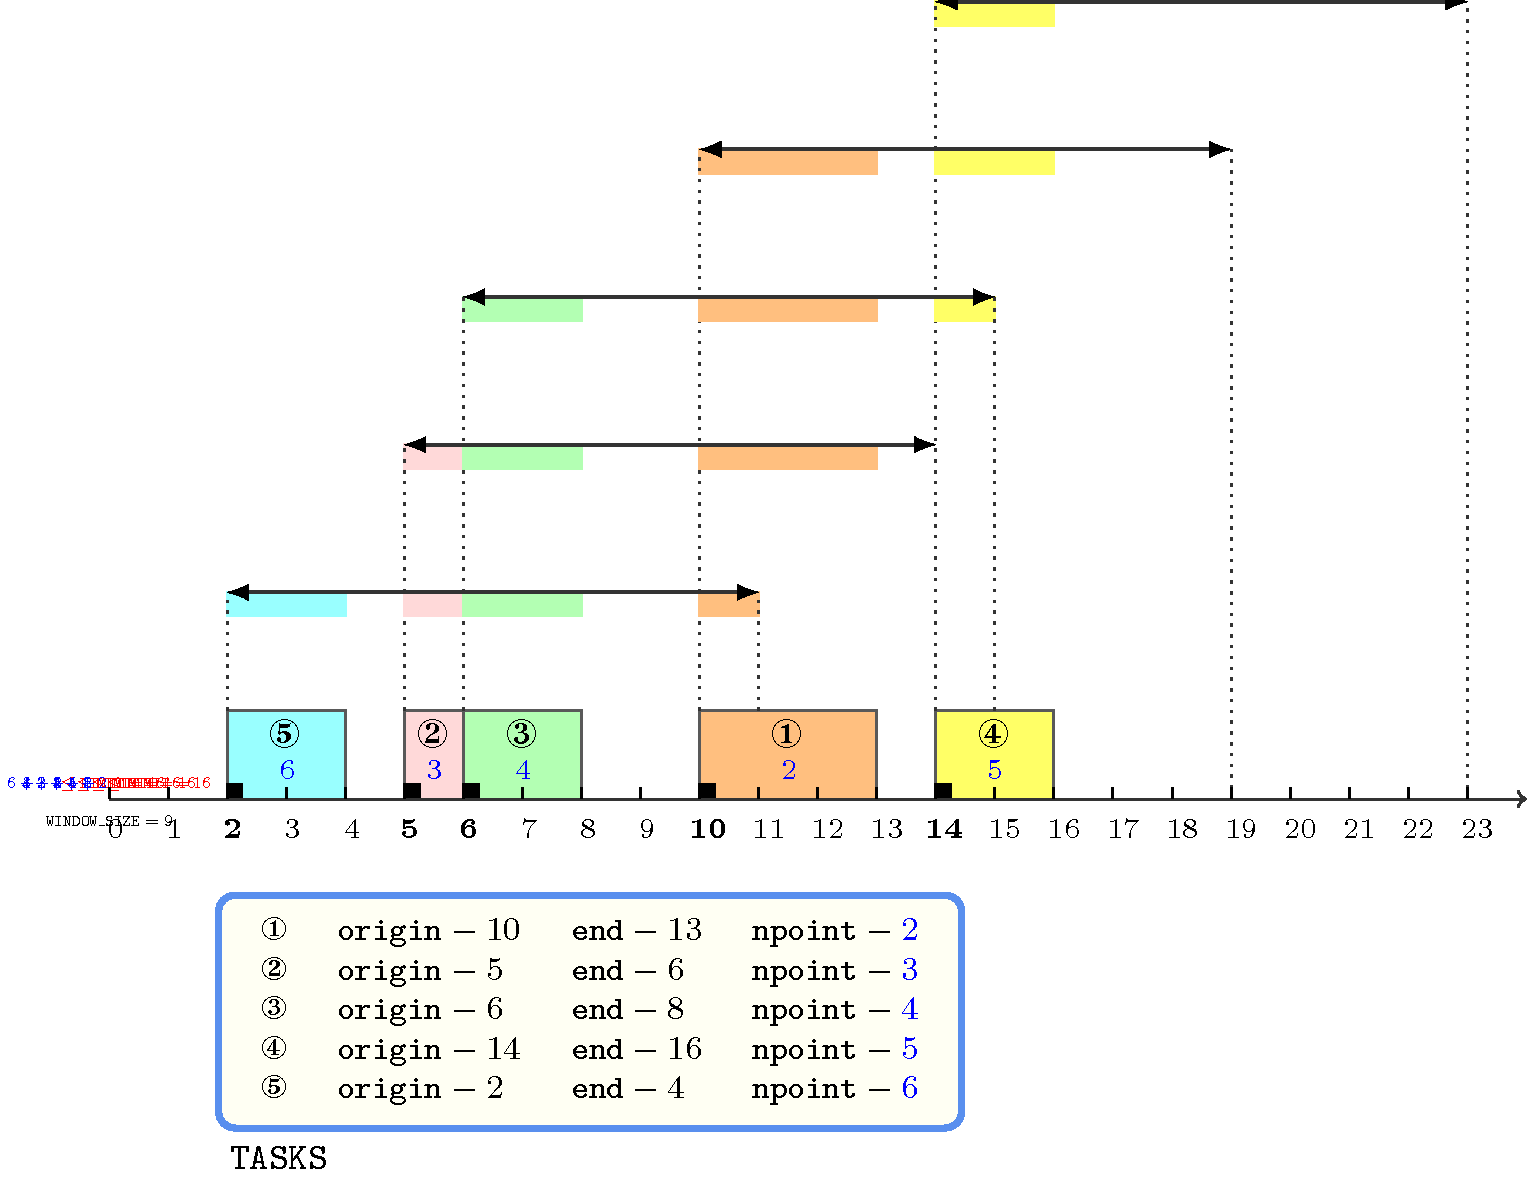 ⑤ ② ③ ① ④
6 3 4 2 5
WINDOW_SIZE = 9
0 1 2 3 4 5 6 7 8 9 10 11 12 13 14 15 16 17 18 19 20 21 22 23
① origin – 10 end – 13 npoint – 2
② origin – 5 end – 6 npoint – 3
③ origin – 6 end – 8 npoint – 4
④ origin – 14 end – 16 npoint – 5
⑤ origin – 2 end – 4 npoint – 6
TASKS